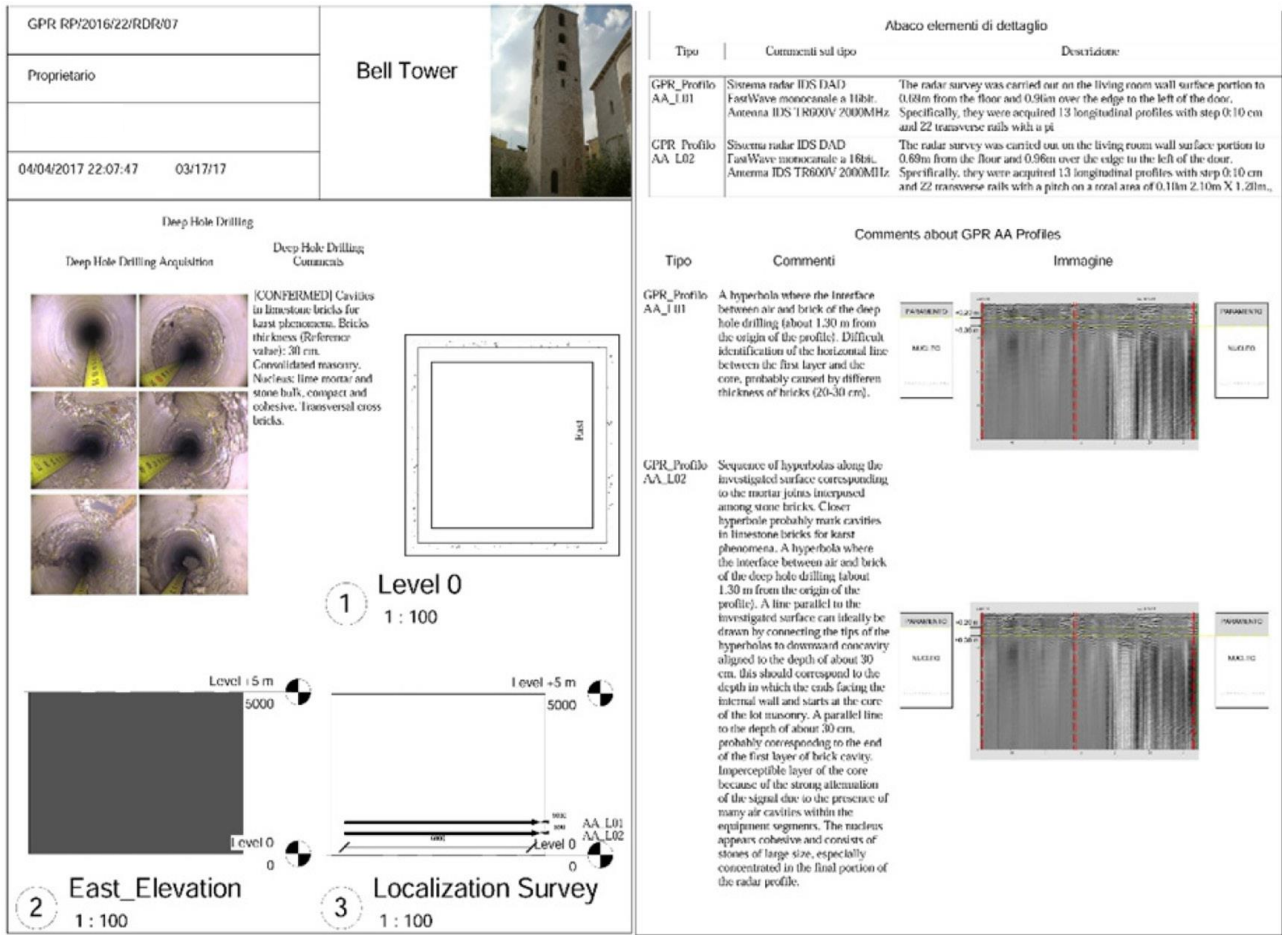 GPR RP/2016/22/RDR/07
Proprietario
04/04/2017 22:07:47 03/17/17
Bell Tower
Deep Hole Drilling
Deep Hole Drilling Acquisition
Deep Hole Drilling
Comments
[CONFERMED] Cavities
in limestone bricks for
karst phenomena. Bricks
thickness (Reference
value): 30 cm.
Consolidated masonry.
Nucleus: lime mortar and
stone bulk, compact and
cohesive. Transversal cross
bricks.
East
1 Level 0
1 : 100
Level +5 m
5000
Level 0
0
2 East_Elevation
1 : 100
Level +5 m
5000
AA_L01
AA_L02
Level 0
0
3 Localization Survey
1 : 100
Abaco elementi di dettaglio
Tipo Commenti sul tipo Descrizione
GPR_Profilo Sistema radar IDS DAD The radar survey was carried out on the living room wall surface portion to
AA_L01 FastWave monocanale a 16bit. 0.69m from the floor and 0.96m over the edge to the left of the door.
Antenna IDS TR600V 2000MHz Specifically, they were acquired 13 longitudinal profiles with step 0:10 cm
and 22 transverse rails with a pi
GPR_Profilo Sistema radar IDS DAD The radar survey was carried out on the living room wall surface portion to
AA_L02 FastWave monocanale a 16bit. 0.69m from the floor and 0.96m over the edge to the left of the door.
Antenna IDS TR600V 2000MHz Specifically, they were acquired 13 longitudinal profiles with step 0:10 cm
and 22 transverse rails with a pitch on a total area of 0.10m 2.10m X 1.20m.,
Comments about GPR AA Profiles
Tipo Commenti Immagine
GPR_Profilo
AA_L01
A hyperbola where the interface
between air and brick of the deep
hole drilling (about 1.30 m from
the origin of the profile). Difficult
identification of the horizontal line
between the first layer and the
core, probably caused by differen
thickness of bricks (20-30 cm).
PARAMENTO
NUCLEO
+0.20 m
+0.30 m
PARAMENTO
NUCLEO
GPR_Profilo
AA_L02
Sequence of hyperbolas along the
investigated surface corresponding
to the mortar joints interposed
among stone bricks. Closer
hyperbole probably mark cavities
in limestone bricks for karst
phenomena. A hyperbola where
the interface between air and brick
of the deep hole drilling (about
1.30 m from the origin of the
profile). A line parallel to the
investigated surface can ideally be
drawn by connecting the tips of the
hyperbolas to downward concavity
aligned to the depth of about 30
cm, this should correspond to the
depth in which the ends facing the
internal wall and starts at the core
of the lot masonry. A parallel line
to the depth of about 30 cm,
probably correspondng to the end
of the first layer of brick cavity.
Imperceptible layer of the core
because of the strong attenuation
of the signal due to the presence of
many air cavities within the
equipment segments. The nucleus
appears cohesive and consists of
stones of large size, especially
concentrated in the final portion of
the radar profile.
PARAMENTO
NUCLEO
+0.20 m
+0.30 m
PARAMENTO
NUCLEO